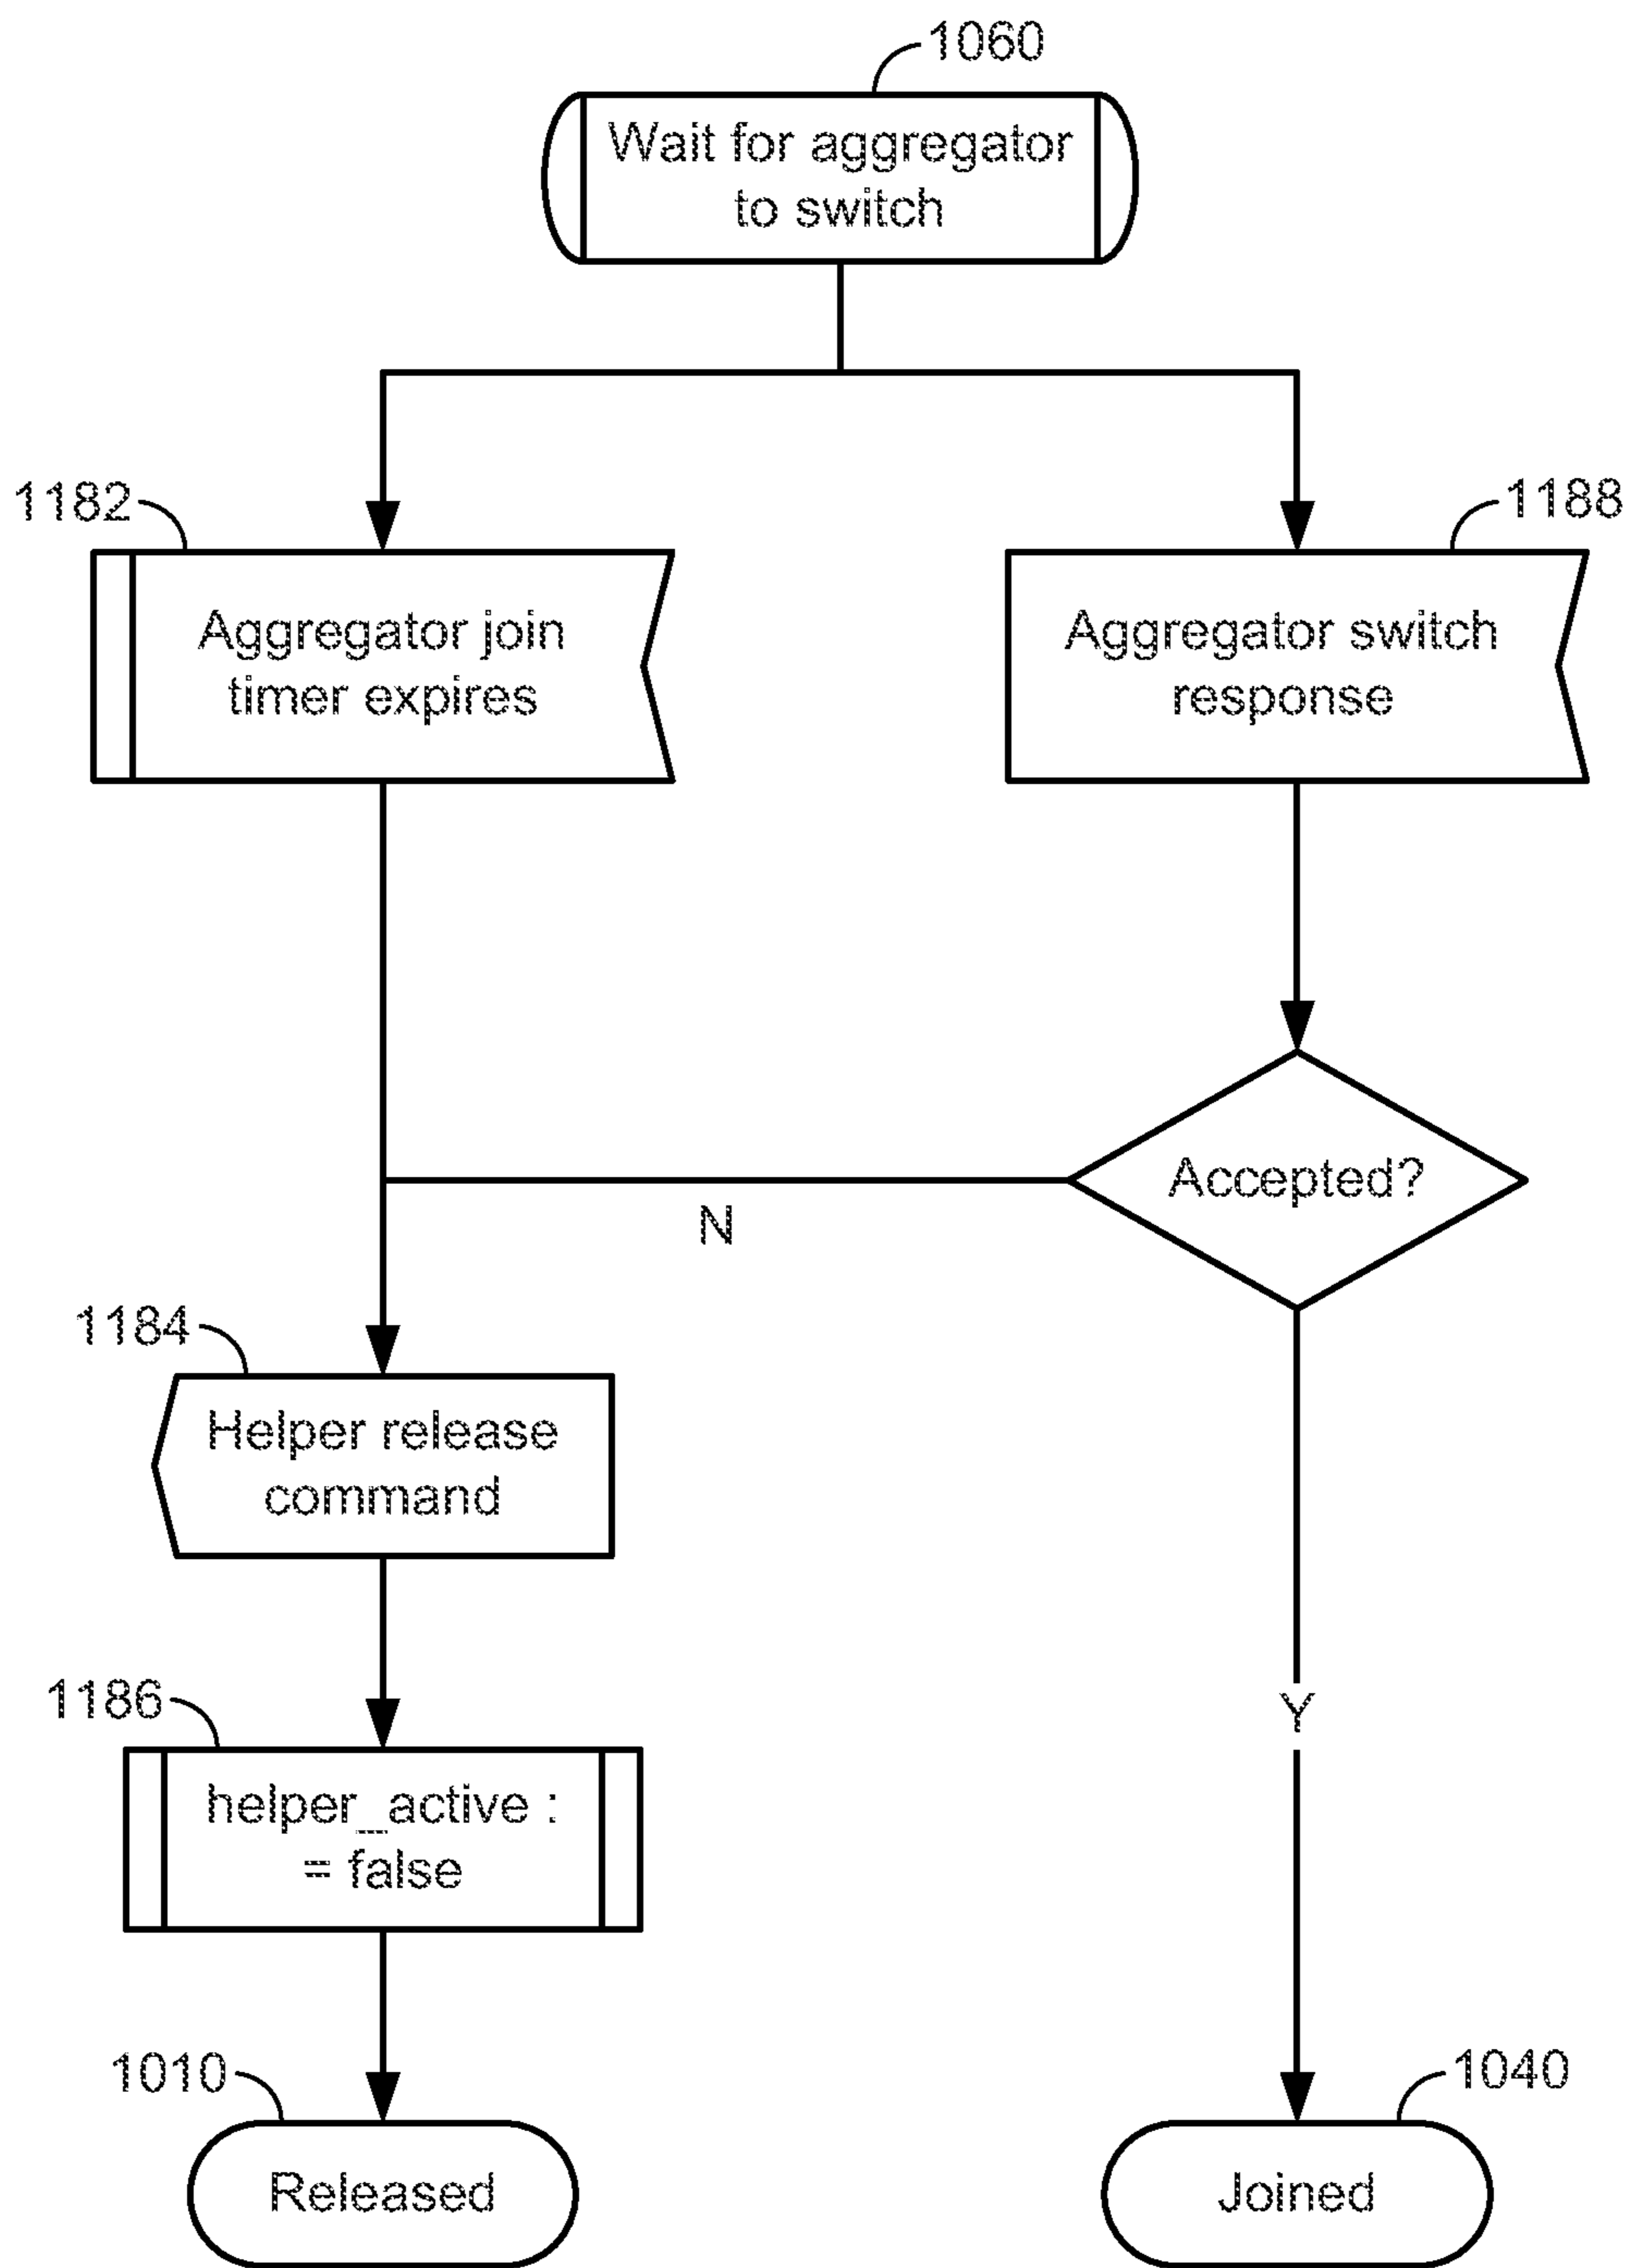 1060
Wait for aggregator
to switch
1182
1188
Aggregator join
timer expires
Aggregator switch
response
Accepted?
N
1184
Helper release
command
1186
Y
helper_active :
= false
1010
1040
Released
Joined